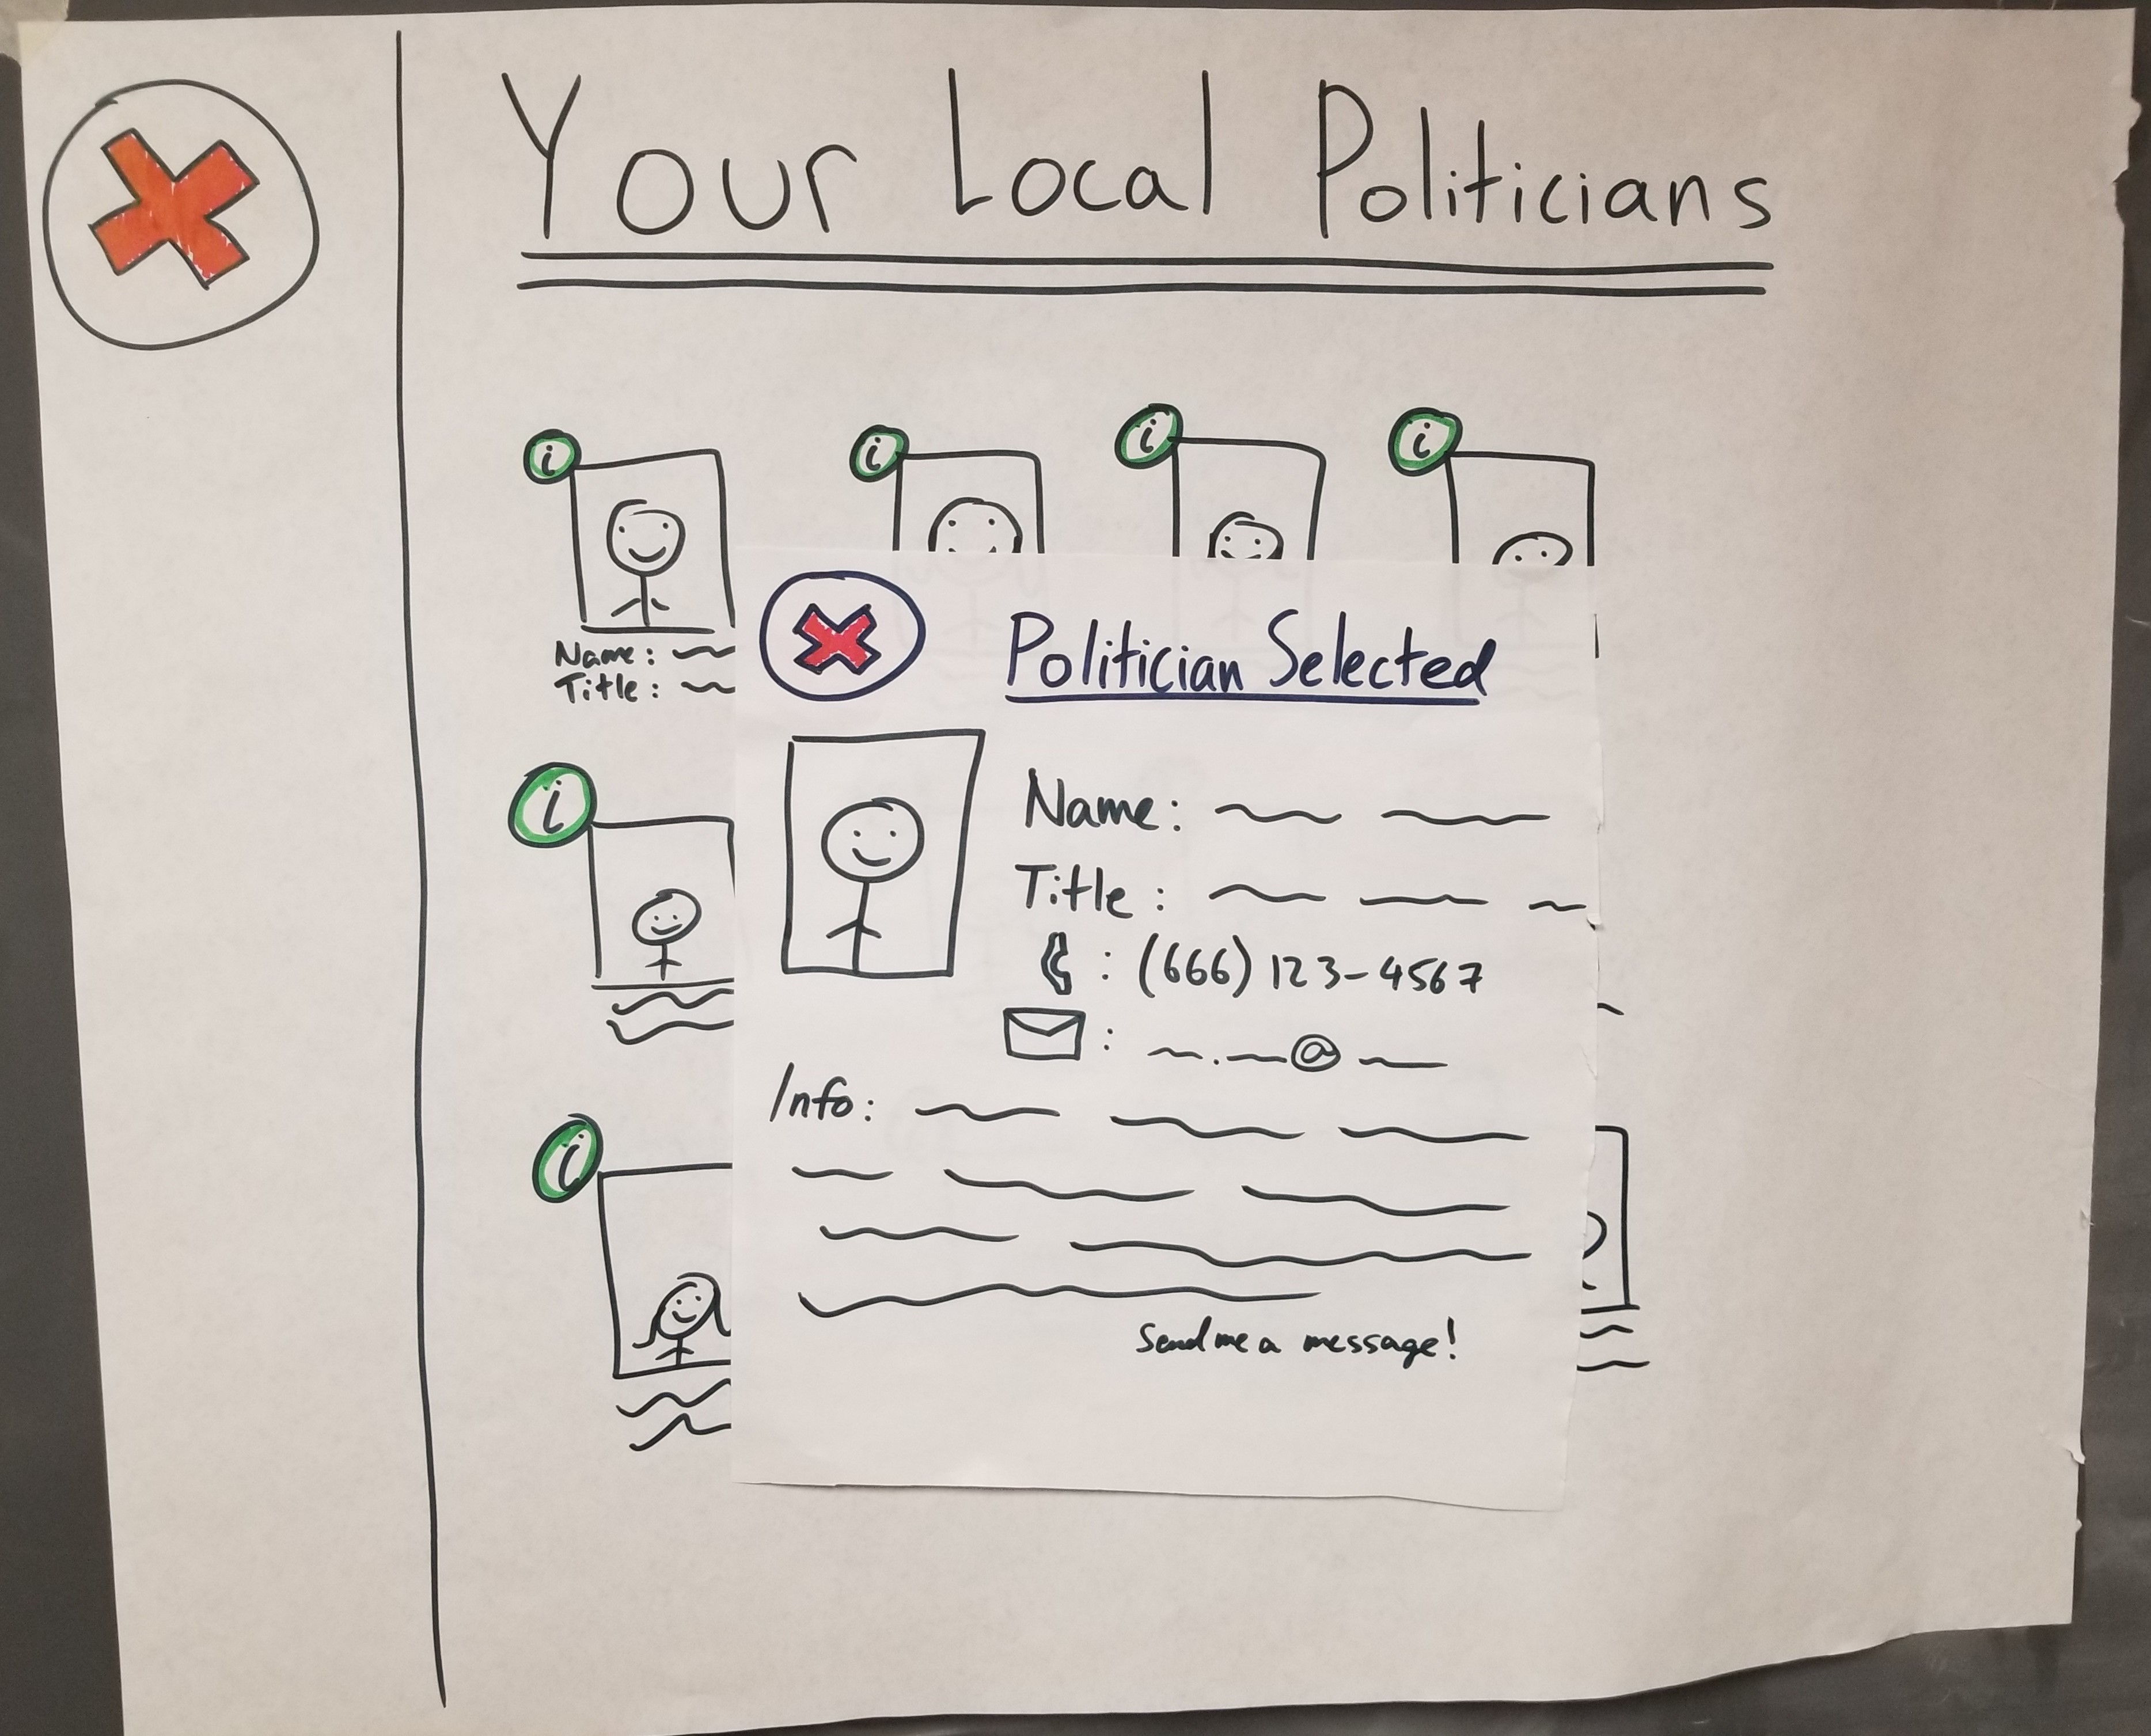 Your Local Politicians
i
i
i
i
Name:
Title:
Politician Selected
Name:
Title:
: (666) 123-4567
: . @
i
Info:
i
Send me a message!